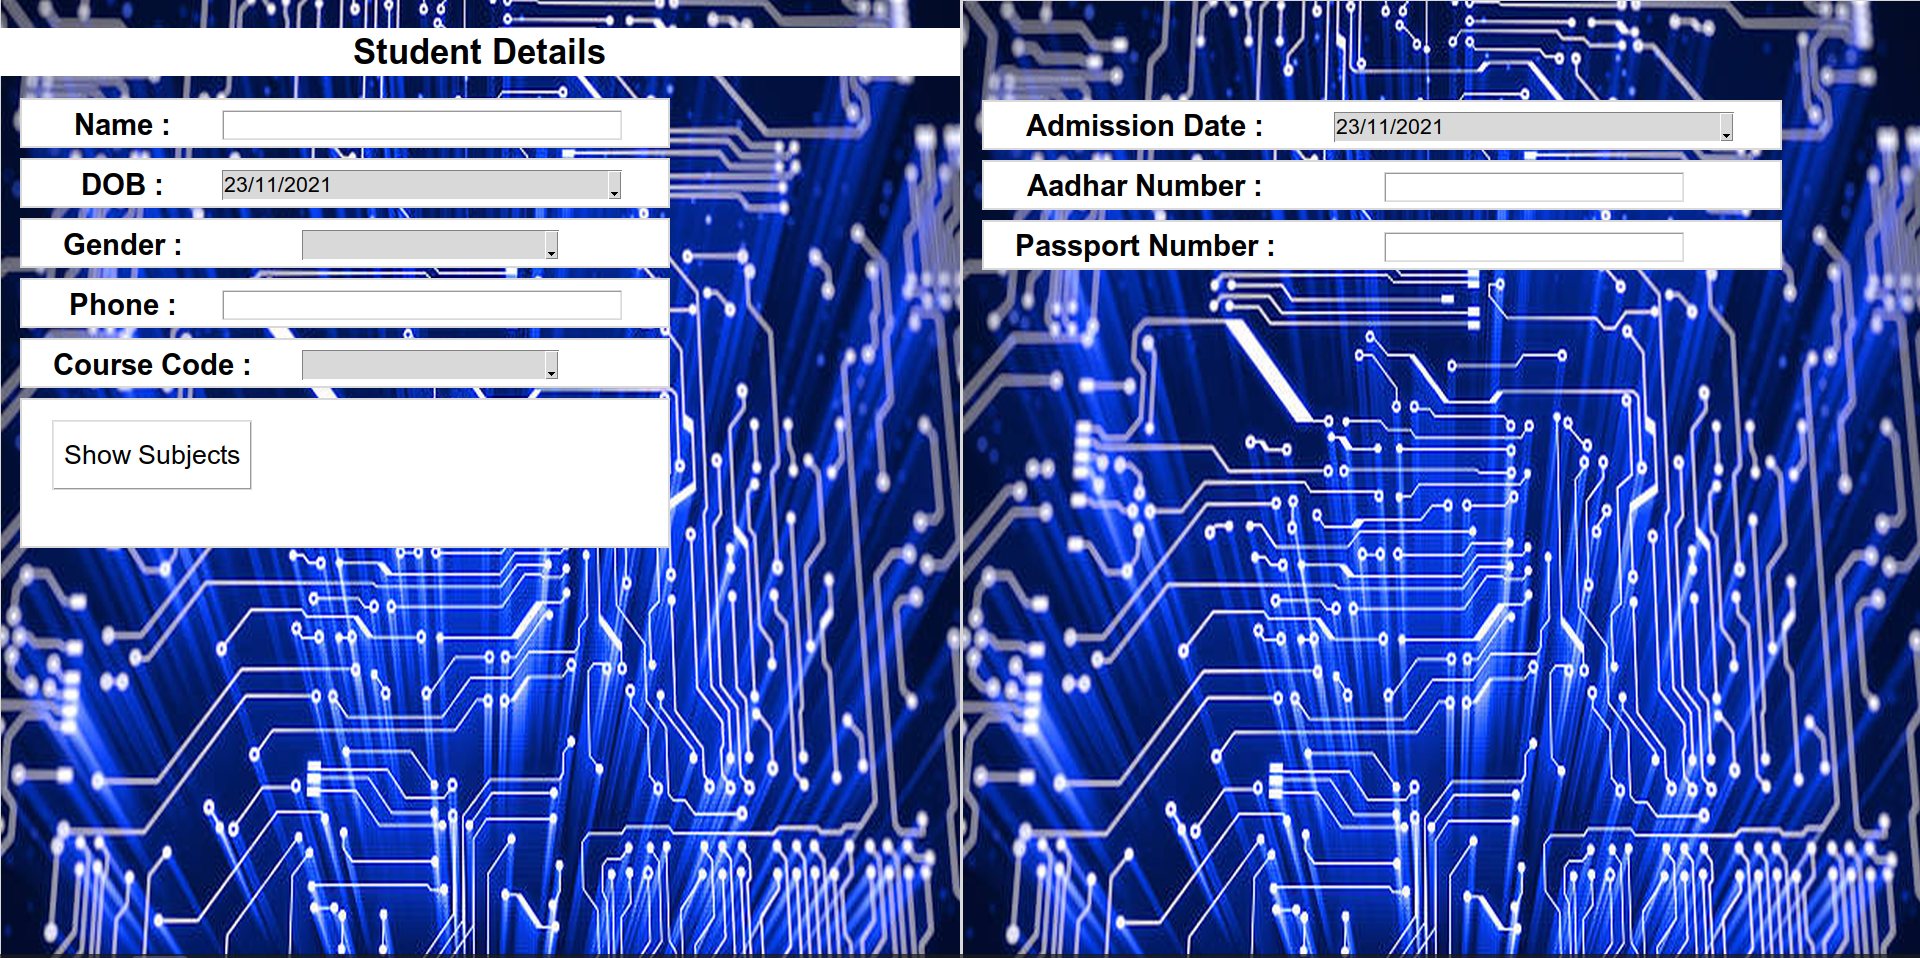 Student Details
Name :
DOB : 23/11/2021
Gender :
Phone :
Course Code :
Show Subjects
Admission Date : 23/11/2021
Aadhar Number :
Passport Number :